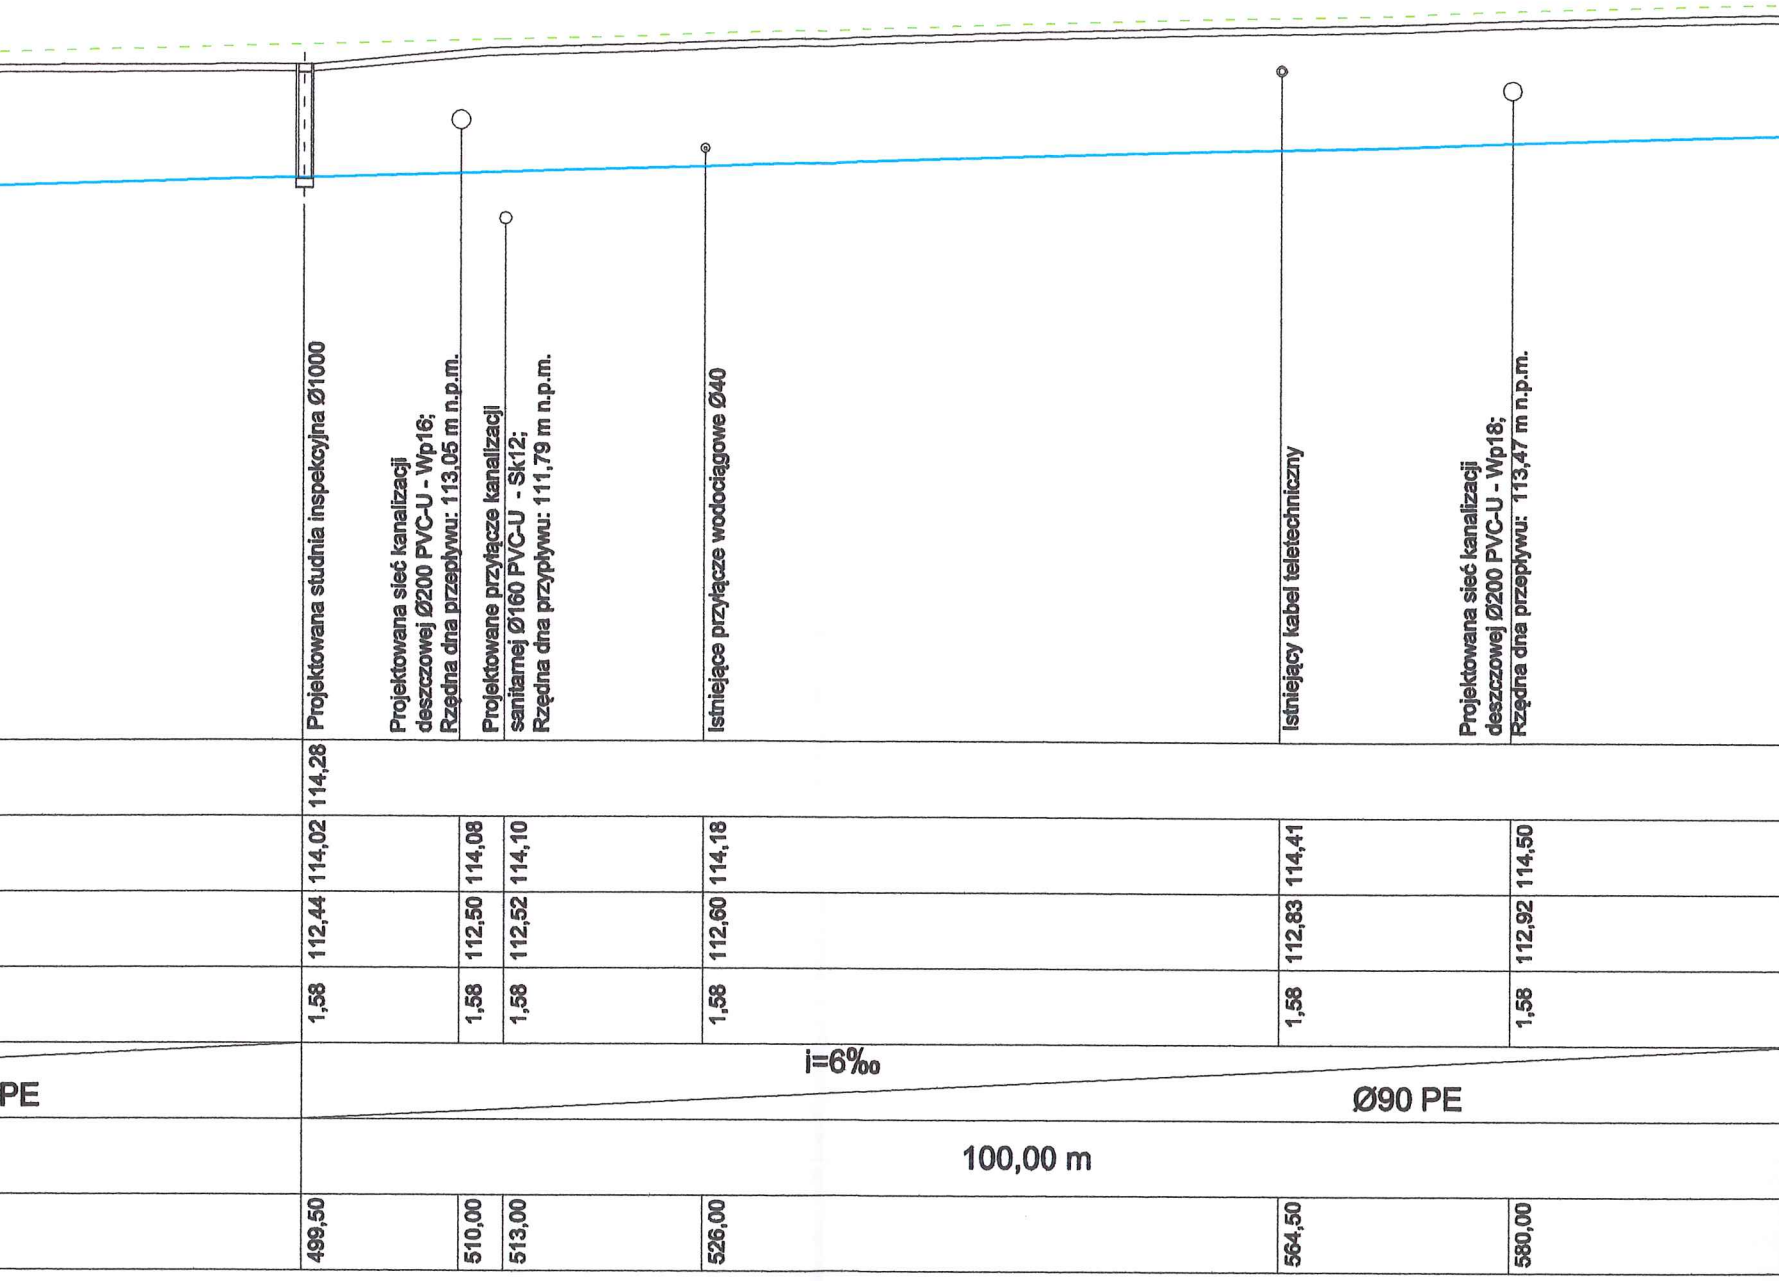 Projektowana studnia inspekcyjna Ø1000
Projektowana sieć kanalizacji
deszczowej Ø200 PVC-U - Wp16;
Rzędna dna przepływu: 113,05 m n.p.m.
Projektowane przyłącze kanalizacji
sanitarnej Ø160 PVC-U - Sk12;
Rzędna dna przypływu: 111,79 m n.p.m.
Istniejące przyłącze wodociągowe Ø40
Istniejący kabel teletechniczny
Projektowana sieć kanalizacji
deszczowej Ø200 PVC-U - Wp18;
Rzędna dna przepływu: 113,47 m n.p.m.
114,28
114,02
114,08
114,10
114,18
114,41
114,50
112,44
112,50
112,52
112,60
112,83
112,92
1,58
1,58
1,58
1,58
1,58
1,58
i=6‰
PE
Ø90 PE
100,00 m
499,50
510,00
513,00
526,00
564,50
580,00